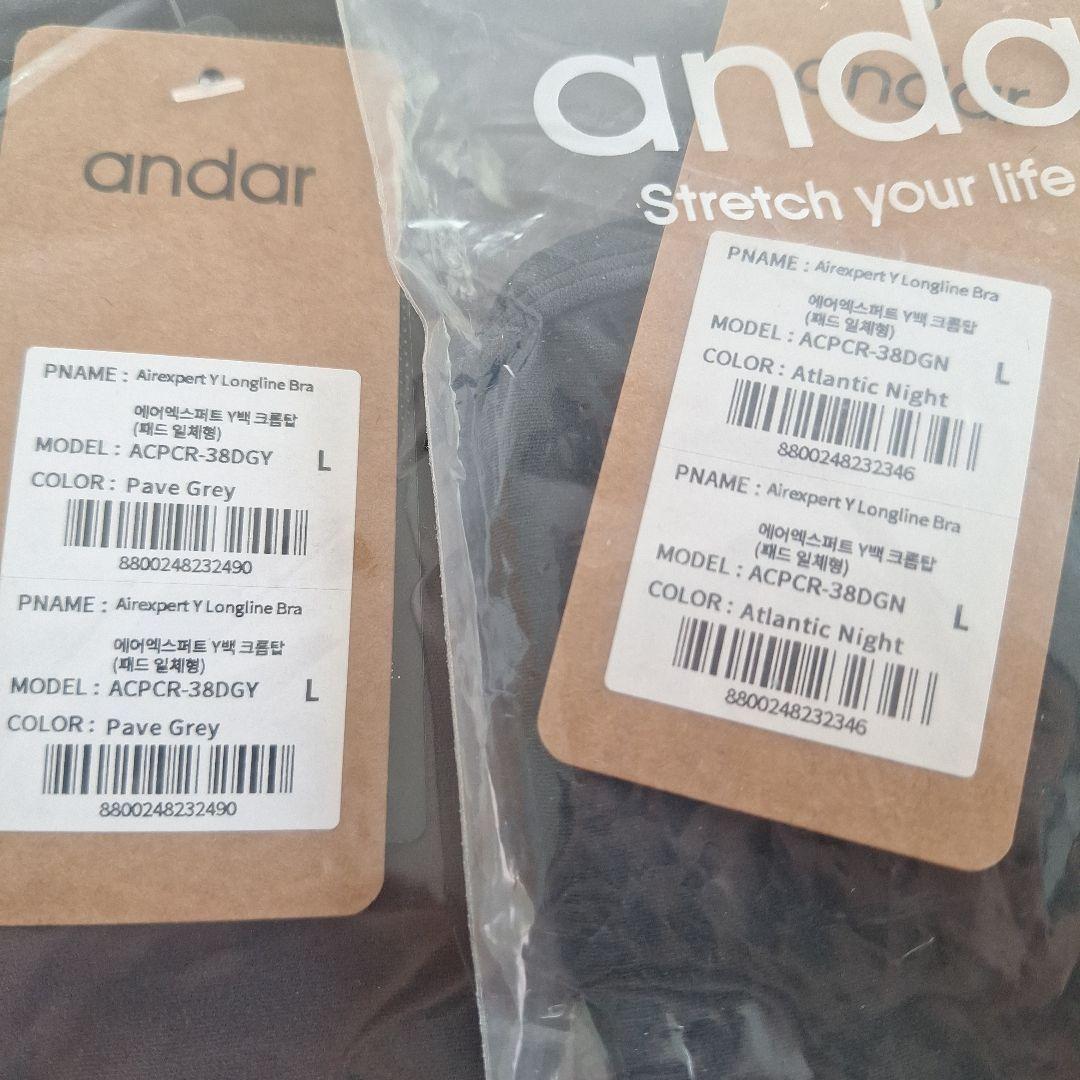 andar
PNAME : Airexpert Y Longline Bra
에어엑스퍼트 Y백 크롭탑
(패드 일체형)
MODEL : ACPCR-38DGY L
COLOR : Pave Grey
8800248232490
PNAME : Airexpert Y Longline Bra
에어엑스퍼트 Y백 크롭탑
(패드 일체형)
MODEL : ACPCR-38DGY L
COLOR : Pave Grey
8800248232490
anda
andar
Stretch your life
PNAME : Airexpert Y Longline Bra
에어엑스퍼트 Y백 크롭탑
(패드 일체형)
MODEL : ACPCR-38DGN L
COLOR : Atlantic Night
8800248232346
PNAME : Airexpert Y Longline Bra
에어엑스퍼트 Y백 크롭탑
(패드 일체형)
MODEL : ACPCR-38DGN L
COLOR : Atlantic Night
8800248232346